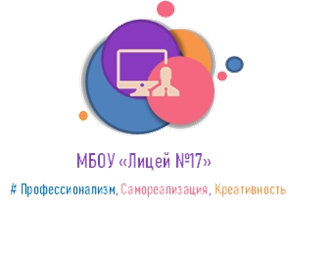 МБОУ «Лицей №17»
# Профессионализм, Самореализация, Креативность